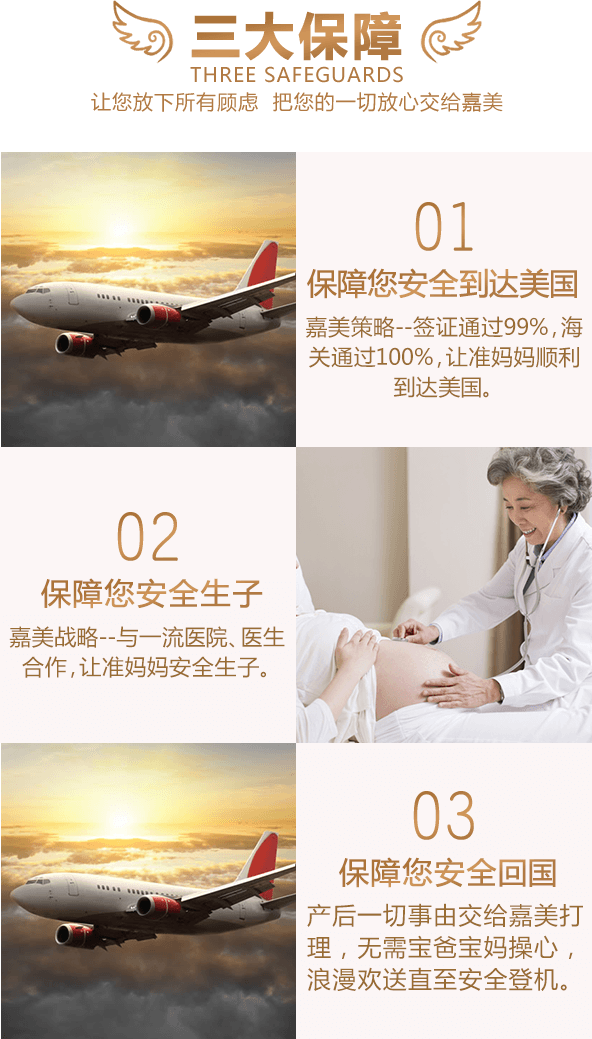 三大保障
THREE SAFEGUARDS
让您放下所有顾虑 把您的一切放心交给嘉美
01
保障您安全到达美国
嘉美策略--签证通过99%,海
关通过100%,让准妈妈顺利
到达美国。
02
保障您安全生子
嘉美战略--与一流医院、医生
合作,让准妈妈安全生子。
03
保障您安全回国
产后一切事由交给嘉美打
理，无需宝爸宝妈操心，
浪漫欢送直至安全登机。